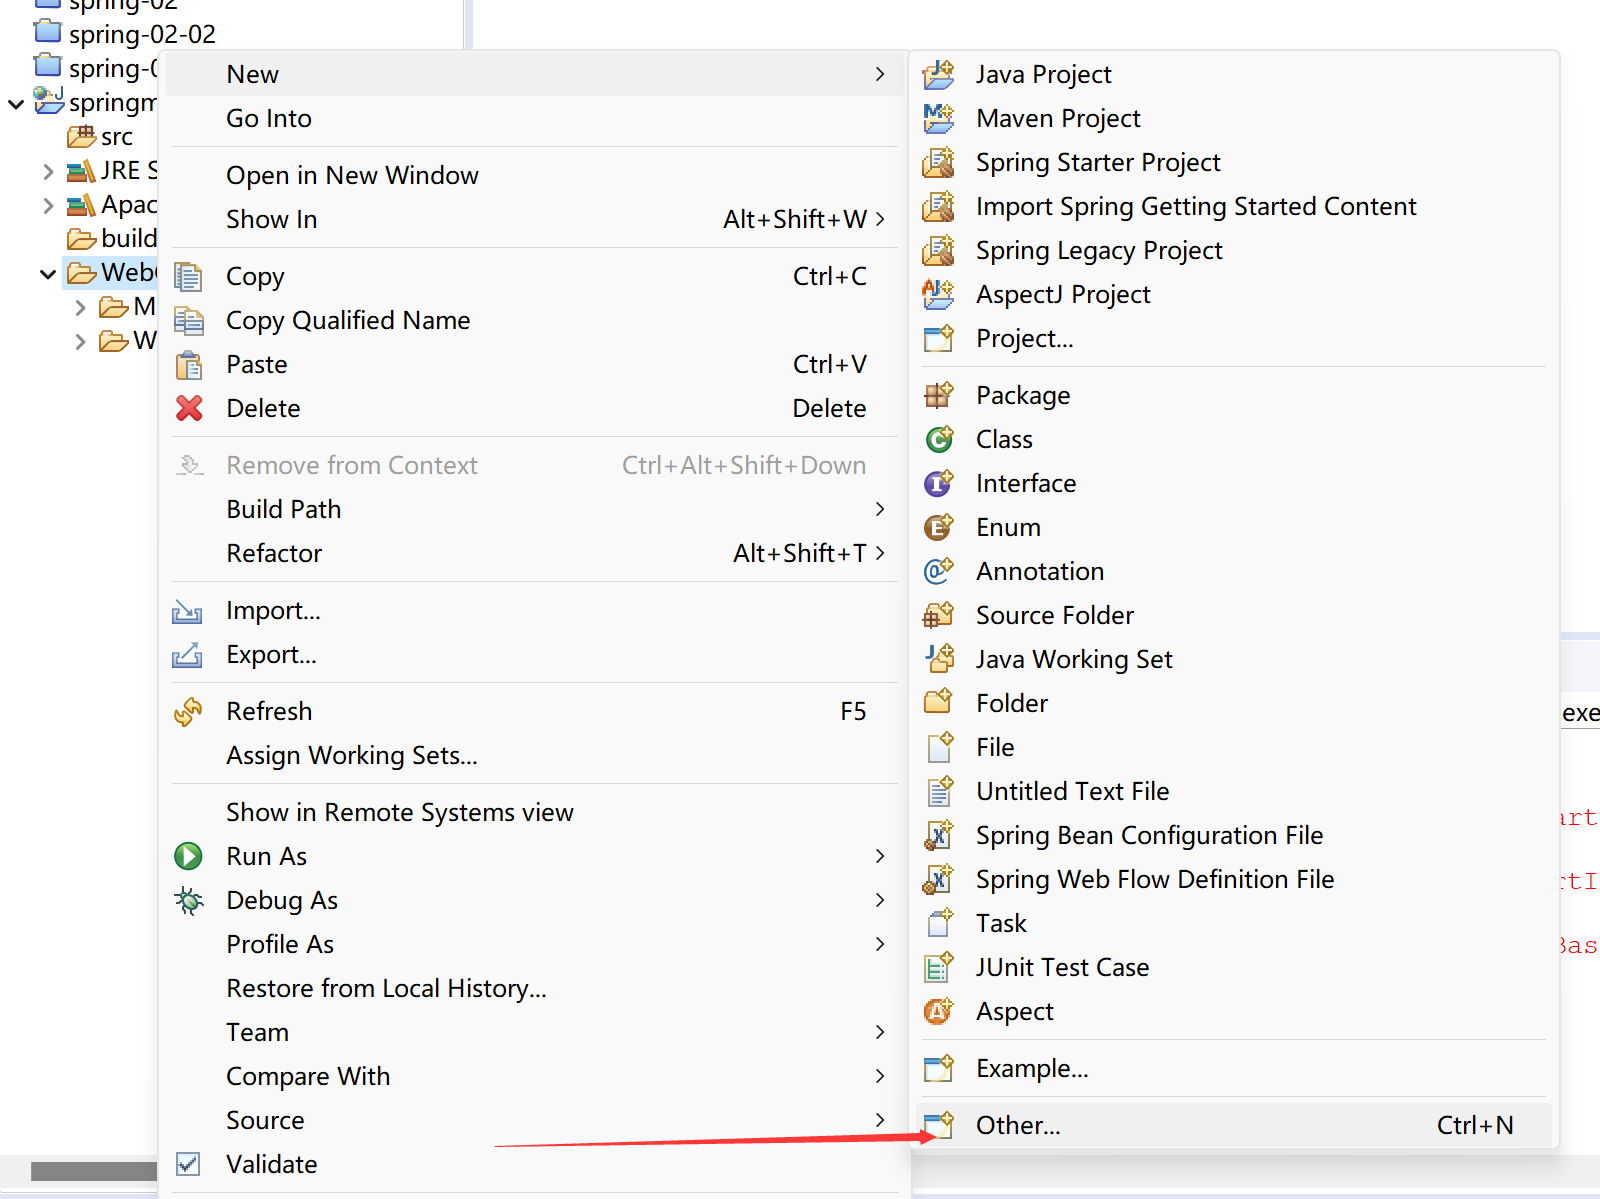 spring-02
spring-02-02
spring-0
springm
src
JRE S
Apac
build
Web
M
W
New
Go Into
Open in New Window
Show In Alt+Shift+W
Copy Ctrl+C
Copy Qualified Name
Paste Ctrl+V
Delete Delete
Remove from Context Ctrl+Alt+Shift+Down
Build Path
Refactor Alt+Shift+T
Import...
Export...
Refresh F5
Assign Working Sets...
Show in Remote Systems view
Run As
Debug As
Profile As
Restore from Local History...
Team
Compare With
Source
Validate
Java Project
Maven Project
Spring Starter Project
Import Spring Getting Started Content
Spring Legacy Project
AspectJ Project
Project...
Package
Class
Interface
Enum
Annotation
Source Folder
Java Working Set
Folder
File
Untitled Text File
Spring Bean Configuration File
Spring Web Flow Definition File
Task
JUnit Test Case
Aspect
Example...
Other... Ctrl+N
exe
art
rtI
Bas